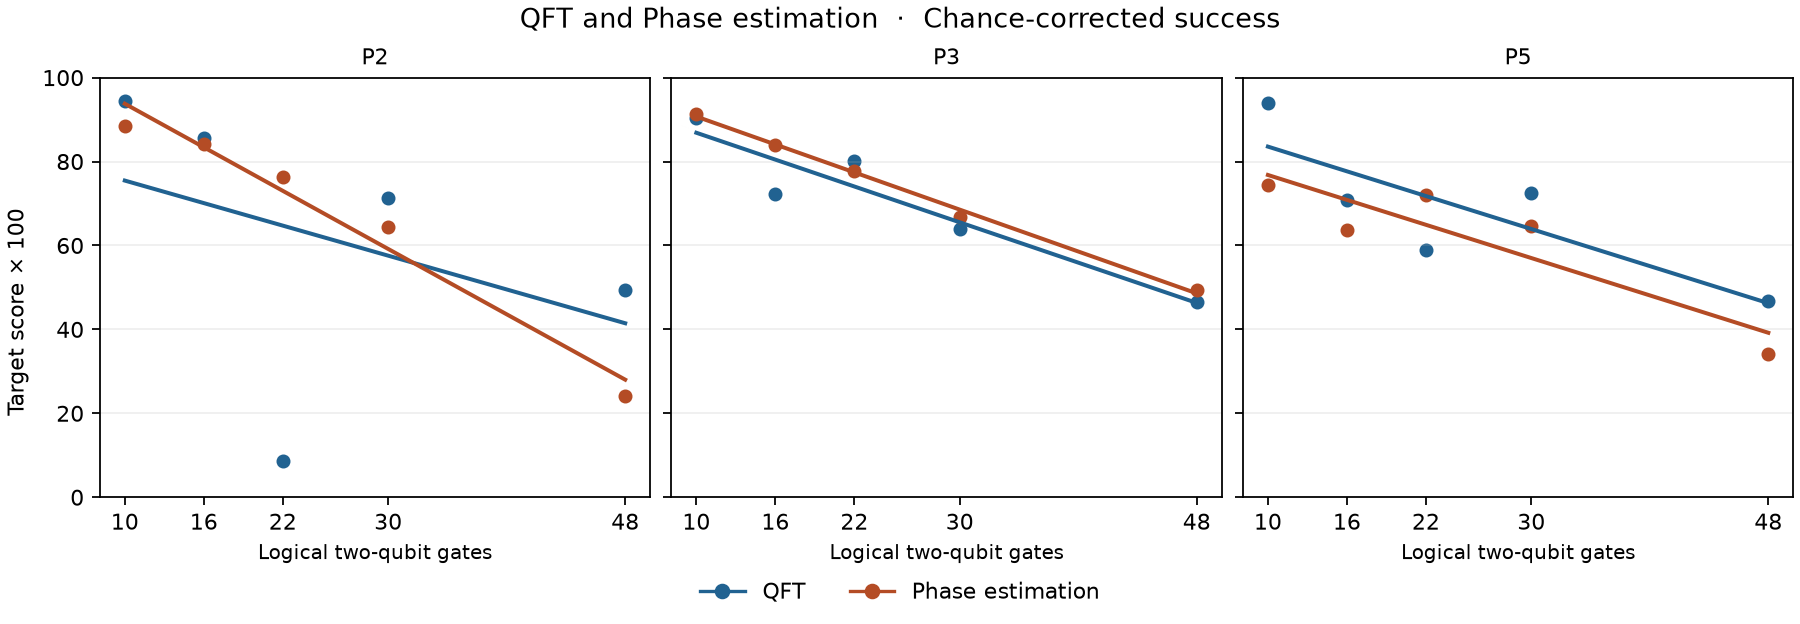 QFT and Phase estimation · Chance-corrected success
P2
P3
P5
Target score × 100
100
80
60
40
20
0
10 16 22 30 48
10 16 22 30 48
10 16 22 30 48
Logical two-qubit gates
Logical two-qubit gates
Logical two-qubit gates
QFT
Phase estimation